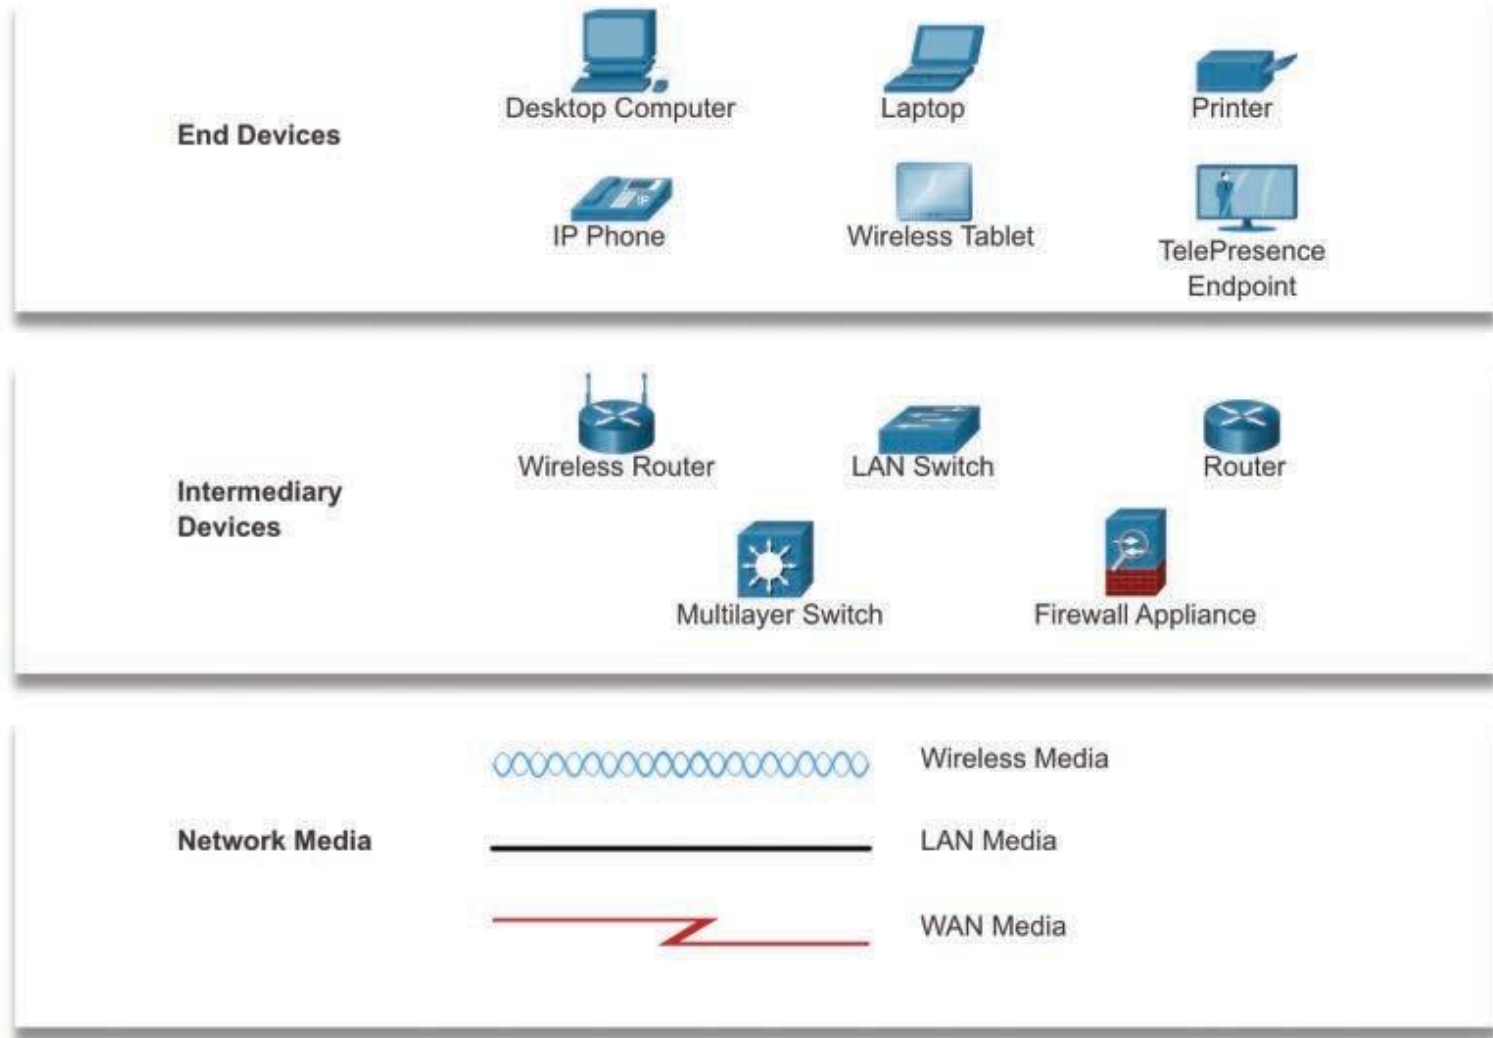 Desktop Computer
Laptop
Printer
End Devices
IP
IP Phone
Wireless Tablet
TelePresence
Endpoint
Wireless Router
LAN Switch
Router
Intermediary
Devices
Multilayer Switch
Firewall Appliance
Wireless Media
Network Media
LAN Media
WAN Media